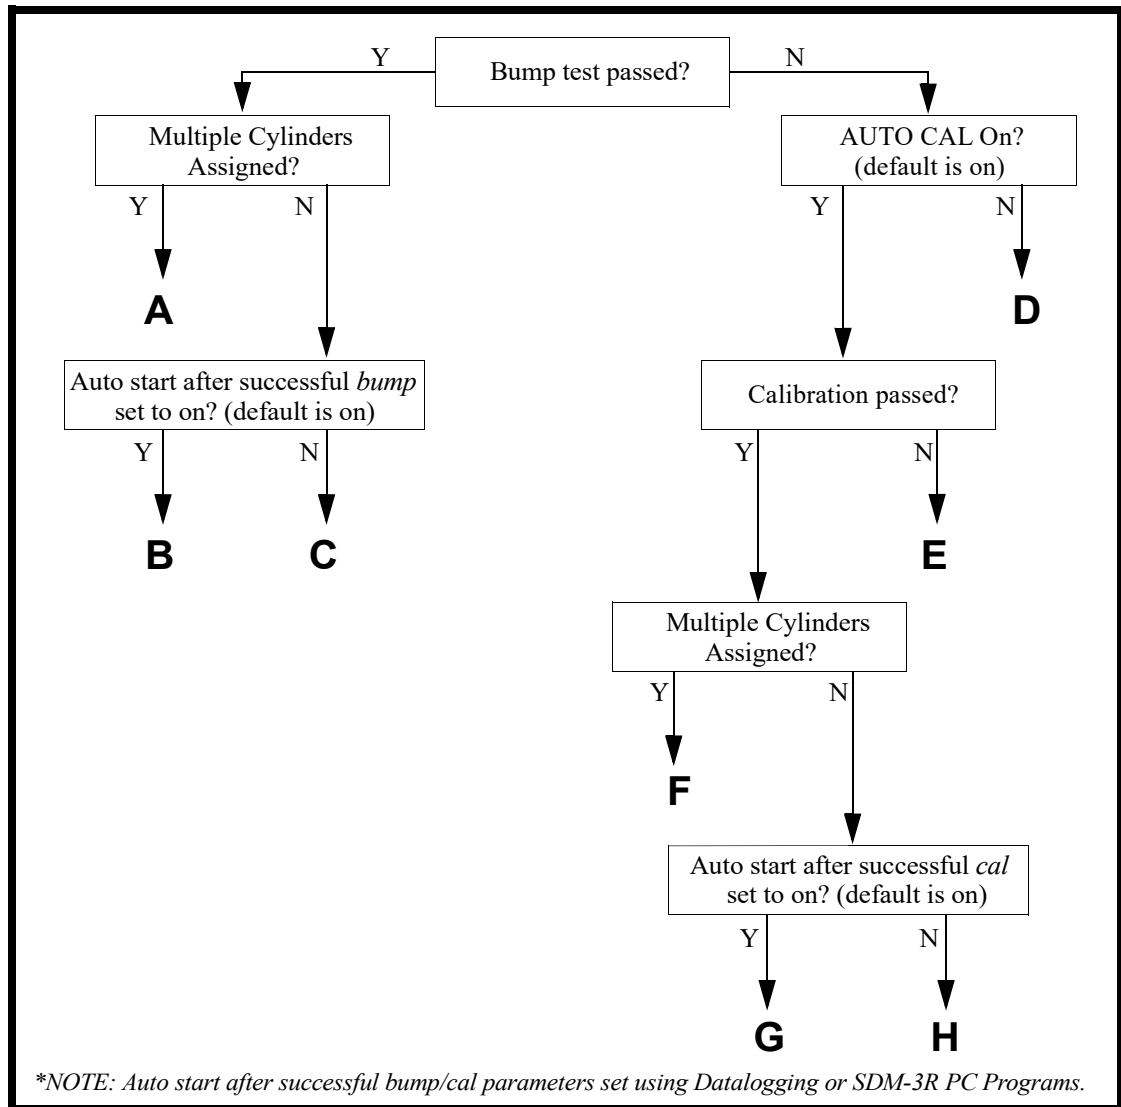 Y
Bump test passed?
N
Multiple Cylinders
Assigned?
AUTO CAL On?
(default is on)
Y
N
Y
N
A
D
Auto start after successful bump
set to on? (default is on)
Calibration passed?
Y
N
Y
N
B
C
E
Multiple Cylinders
Assigned?
Y
N
F
Auto start after successful cal
set to on? (default is on)
Y
N
G
H
*NOTE: Auto start after successful bump/cal parameters set using Datalogging or SDM-3R PC Programs.